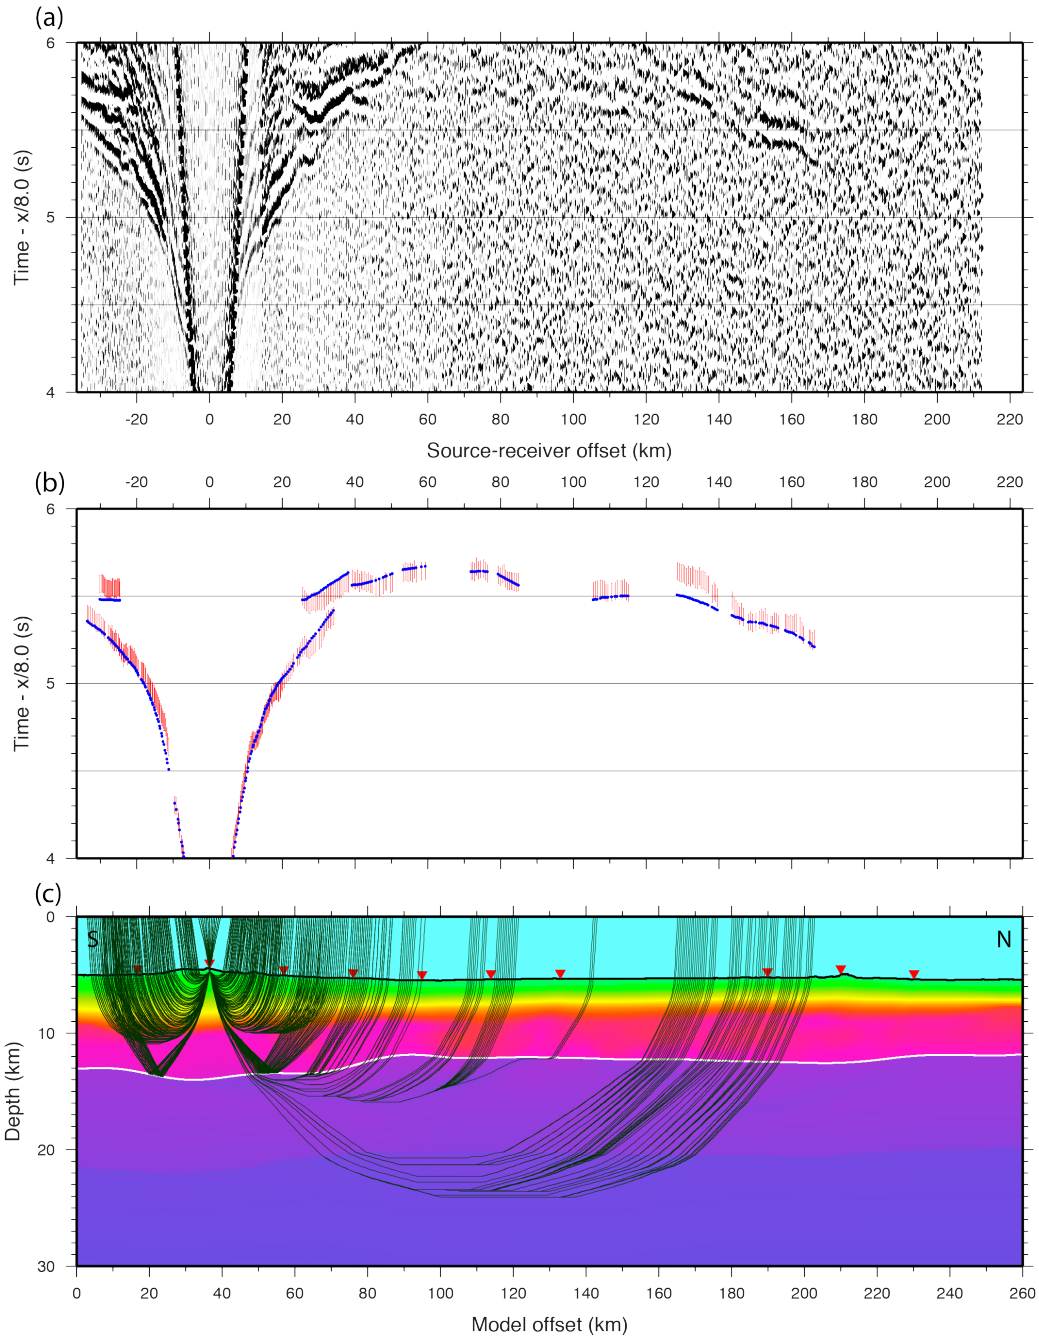 (a)
6
5
4
Time - x/8.0 (s)
-20 0 20 40 60 80 100 120 140 160 180 200 220
Source-receiver offset (km)
(b)
-20 0 20 40 60 80 100 120 140 160 180 200 220
6
5
4
Time - x/8.0 (s)
(c)
0
10
20
30
Depth (km)
S N
0 20 40 60 80 100 120 140 160 180 200 220 240 260
Model offset (km)